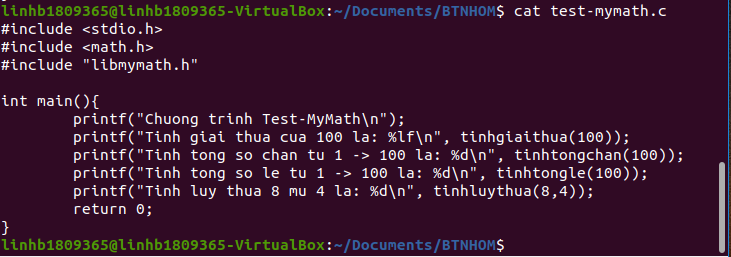 linhb1809365@linhb1809365-VirtualBox:~/Documents/BTNHOM$ cat test-mymath.c
#include <stdio.h>
#include <math.h>
#include "libmymath.h"
int main(){
printf("Chuong trinh Test-MyMath\n");
printf("Tinh giai thua cua 100 la: %lf\n", tinhgiaithua(100));
printf("Tinh tong so chan tu 1 -> 100 la: %d\n", tinhtongchan(100));
printf("Tinh tong so le tu 1 -> 100 la: %d\n", tinhtongle(100));
printf("Tinh luy thua 8 mu 4 la: %d\n", tinhluythua(8,4));
return 0;
}
linhb1809365@linhb1809365-VirtualBox:~/Documents/BTNHOM$